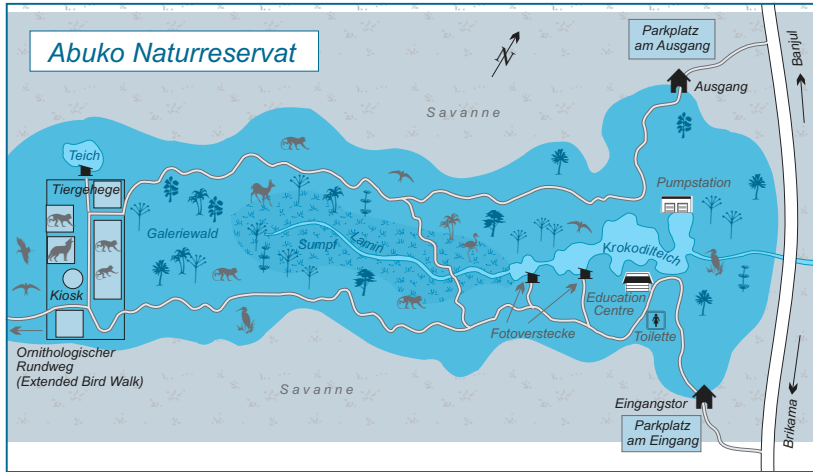 Abuko Naturreservat
N
Parkplatz
am Ausgang
Banjul
Ausgang
Savanne
Teich
Tiergehege
Pumpstation
Galeriewald
Sumpf
Lamin
Krokodilteich
Kiosk
Education
Centre
Fotoverstecke
Toilette
Ornithologischer
Rundweg
(Extended Bird Walk)
Savanne
Eingangstor
Parkplatz
am Eingang
Brikama